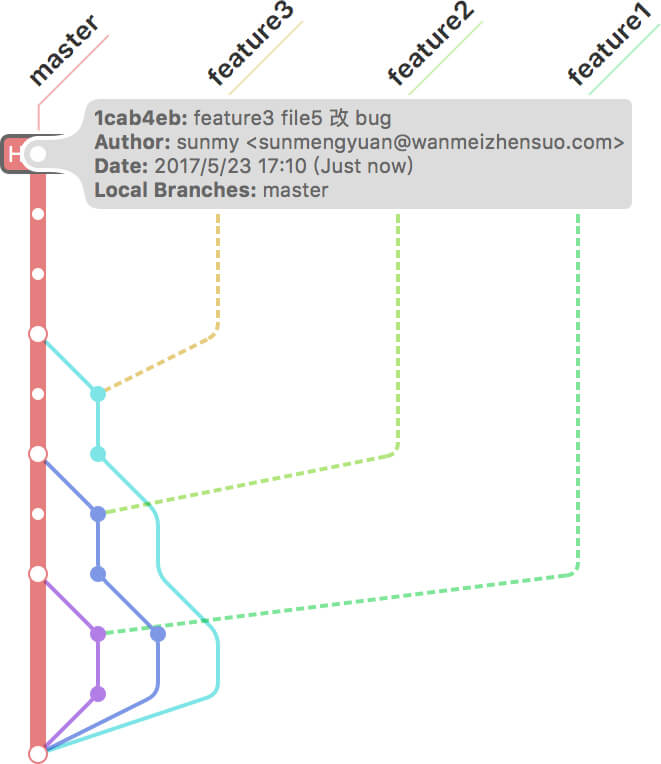 master
feature3
feature2
feature1
H
1cab4eb: feature3 file5 改 bug
Author: sunmy <sunmengyuan@wanmeizhensuo.com>
Date: 2017/5/23 17:10 (Just now)
Local Branches: master